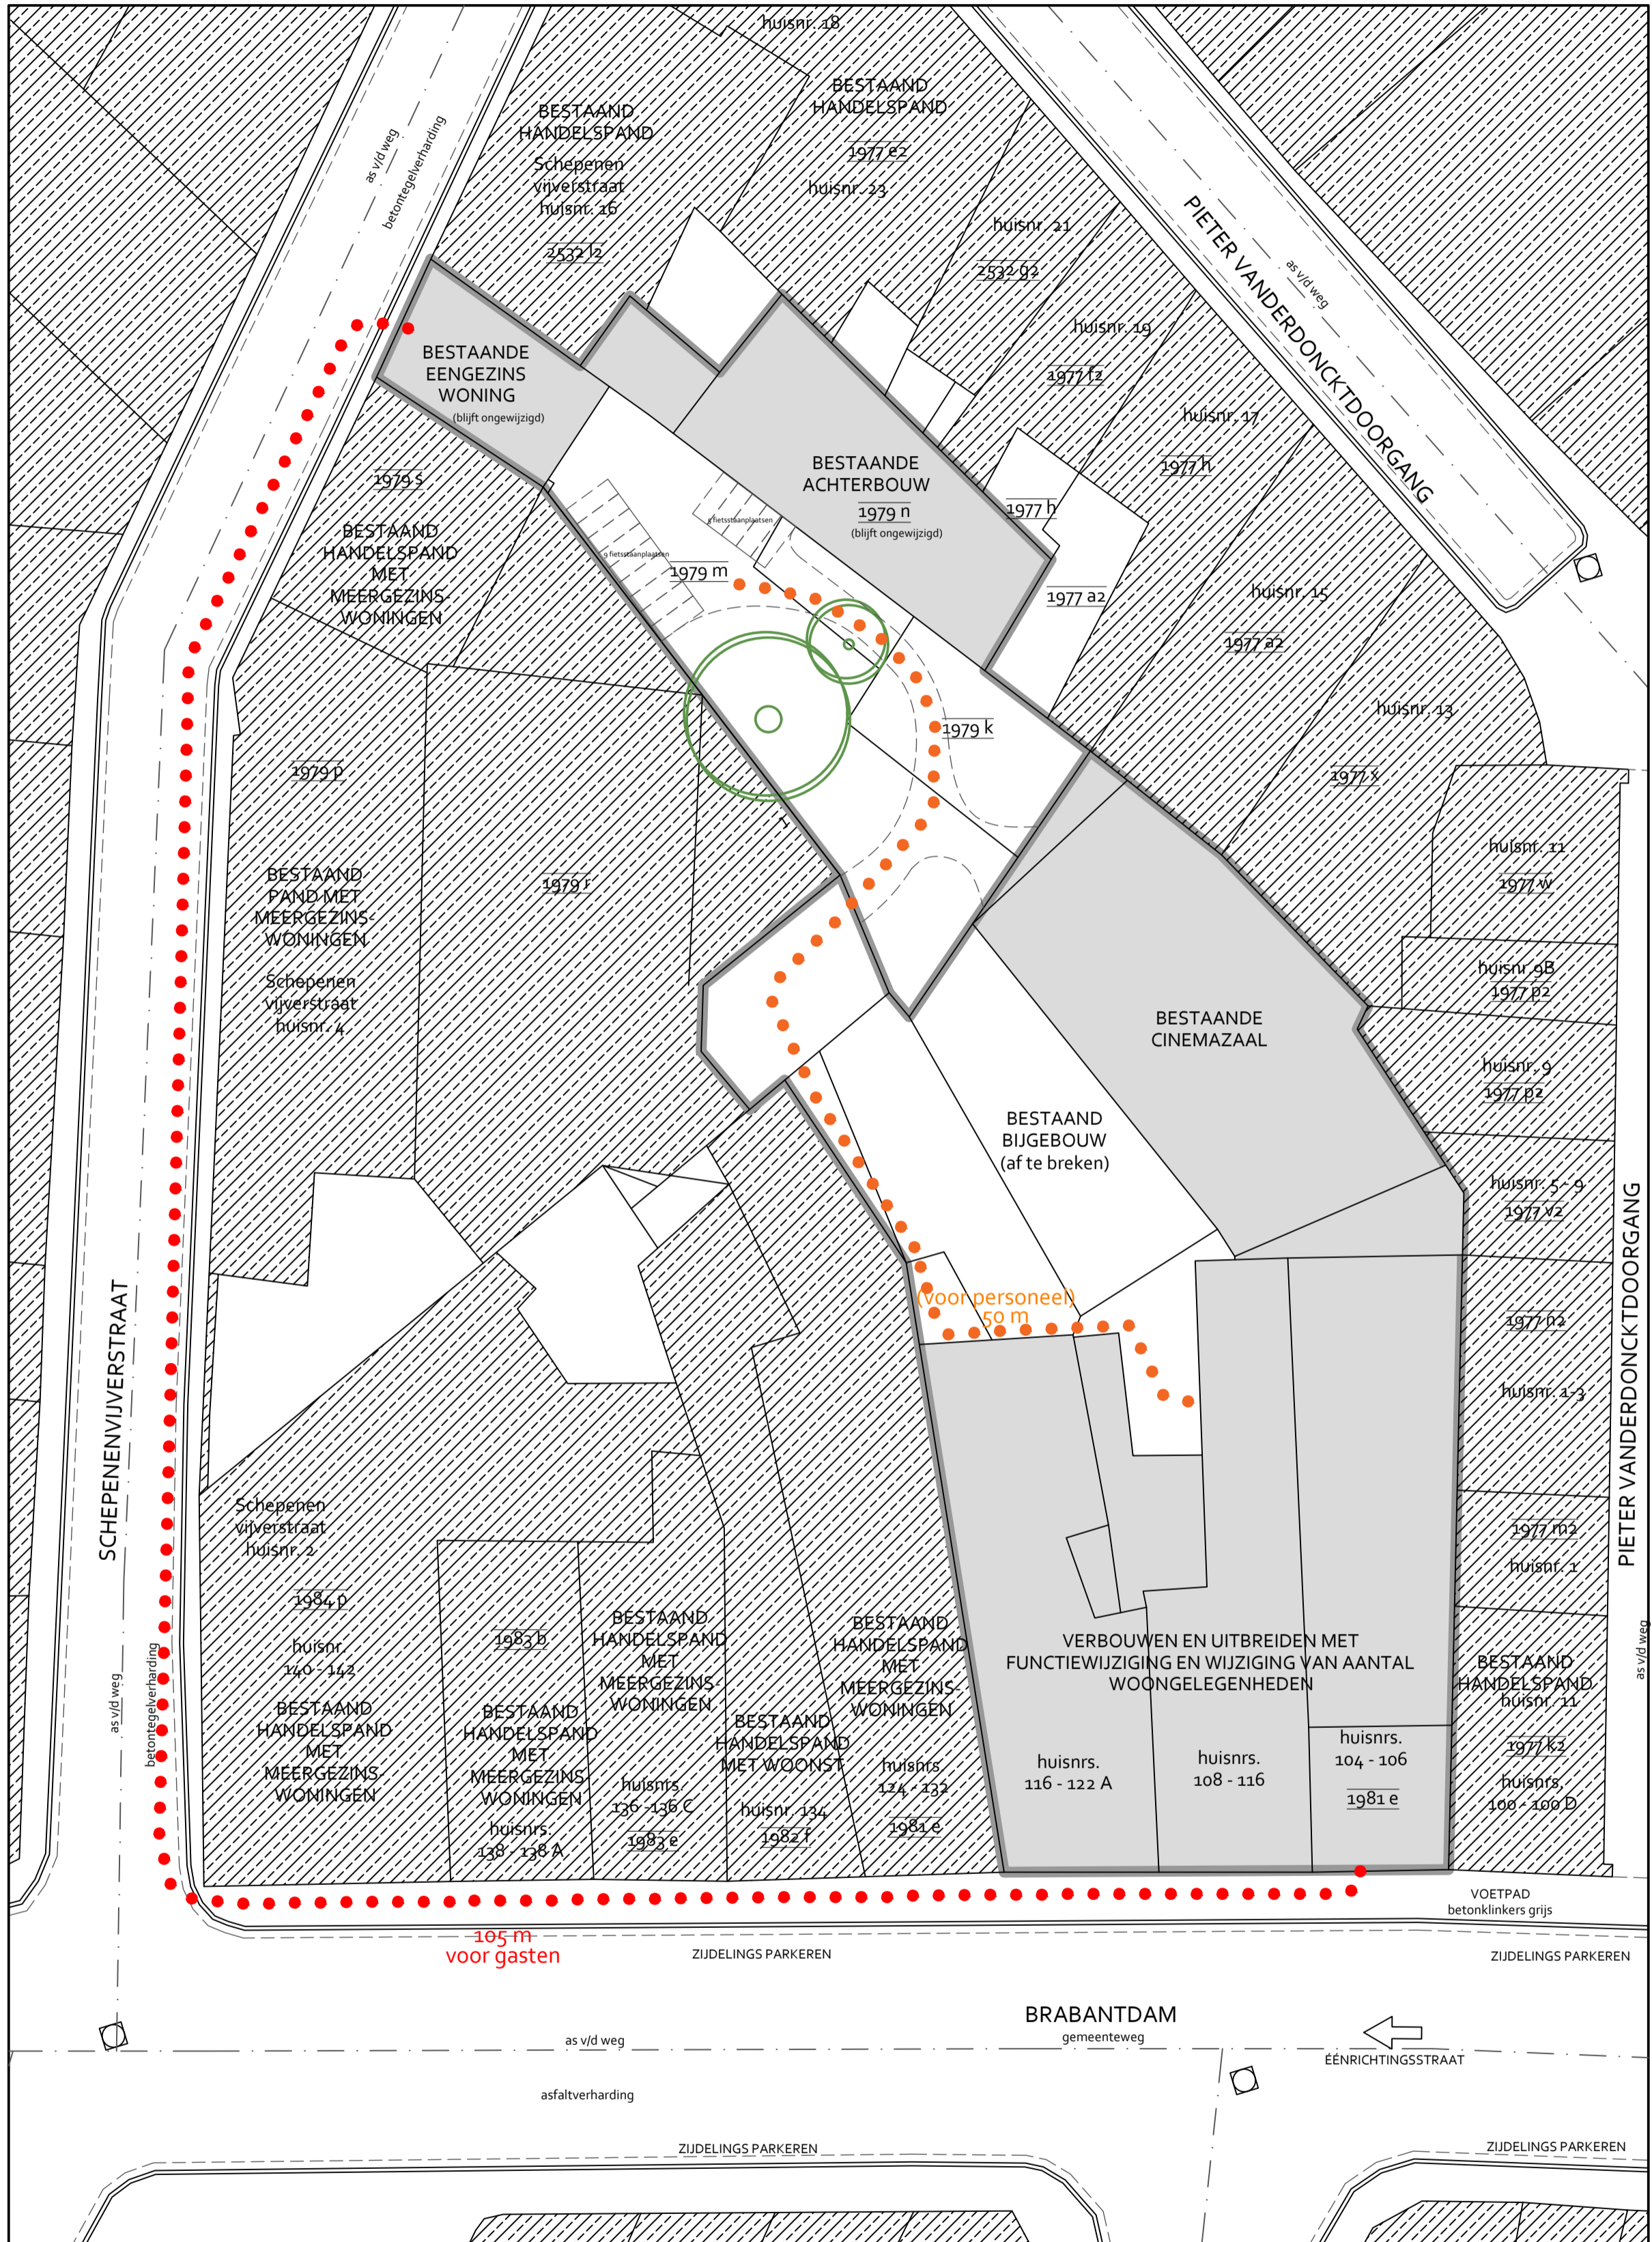 huisnr. 18
BESTAAND
HANDELSPAND
1977 e2
huisnr. 23
BESTAAND
HANDELSPAND
Schepenen
vijverstraat
huisnr. 16
2532 l2
as v/d weg
betontegelverharding
huisnr. 21
2532 g2
PIETER VANDERDONCKTDOORGANG
as v/d weg
huisnr. 19
1977 f2
huisnr. 17
1977 h
BESTAANDE
EENGEZINS
WONING
(blijft ongewijzigd)
BESTAANDE
ACHTERBOUW
1979 n
(blijft ongewijzigd)
1977 h
1979 s
BESTAAND
HANDELSPAND
MET
MEERGEZINS-
WONINGEN
5 fietsstaanplaatsen
9 fietsstaanplaatsen
1979 m
1977 a2
huisnr. 15
1977 a2
huisnr. 13
1977 x
1979 k
1979 p
BESTAAND
PAND MET
MEERGEZINS-
WONINGEN
Schepenen
vijverstraat
huisnr. 4
1979 r
huisnr. 11
1977 w
huisnr.9B
1977 p2
huisnr. 9
1977 p2
BESTAANDE
CINEMAZAAL
BESTAAND
BIJGEBOUW
(af te breken)
huisnr. 5 - 9
1977 v2
(voor personeel)
50 m
1977 n2
huisnr. 1-3
PIETER VANDERDONCKTDOORGANG
as v/d weg
SCHEPENENVIJVERSTRAAT
as v/d weg
betontegelverharding
Schepenen
vijverstraat
huisnr. 2
1984 p
huisnr.
140 - 142
BESTAAND
HANDELSPAND
MET
MEERGEZINS-
WONINGEN
1983 b
BESTAAND
HANDELSPAND
MET
MEERGEZINS
WONINGEN
huisnrs.
138 - 138 A
BESTAAND
HANDELSPAND
MET
MEERGEZINS-
WONINGEN
huisnrs.
136 -136 C
1983 e
BESTAAND
HANDELSPAND
MET WOONST
huisnr. 134
1982 f
BESTAAND
HANDELSPAND
MET
MEERGEZINS-
WONINGEN
huisnrs.
124 - 132
1981 e
VERBOUWEN EN UITBREIDEN MET
FUNCTIEWIJZIGING EN WIJZIGING VAN AANTAL
WOONGELEGENHEDEN
huisnrs.
116 - 122 A
huisnrs.
108 - 116
huisnrs.
104 - 106
1981 e
1977 m2
huisnr. 1
BESTAAND
HANDELSPAND
huisnr. 11
1977 k2
huisnrs.
100 - 100 D
VOETPAD
betonklinkers grijs
105 m
voor gasten
ZIJDELINGS PARKEREN
ZIJDELINGS PARKEREN
BRABANTDAM
gemeenteweg
as v/d weg
ÉÉNRICHTINGSSTRAAT
asfaltverharding
ZIJDELINGS PARKEREN
ZIJDELINGS PARKEREN